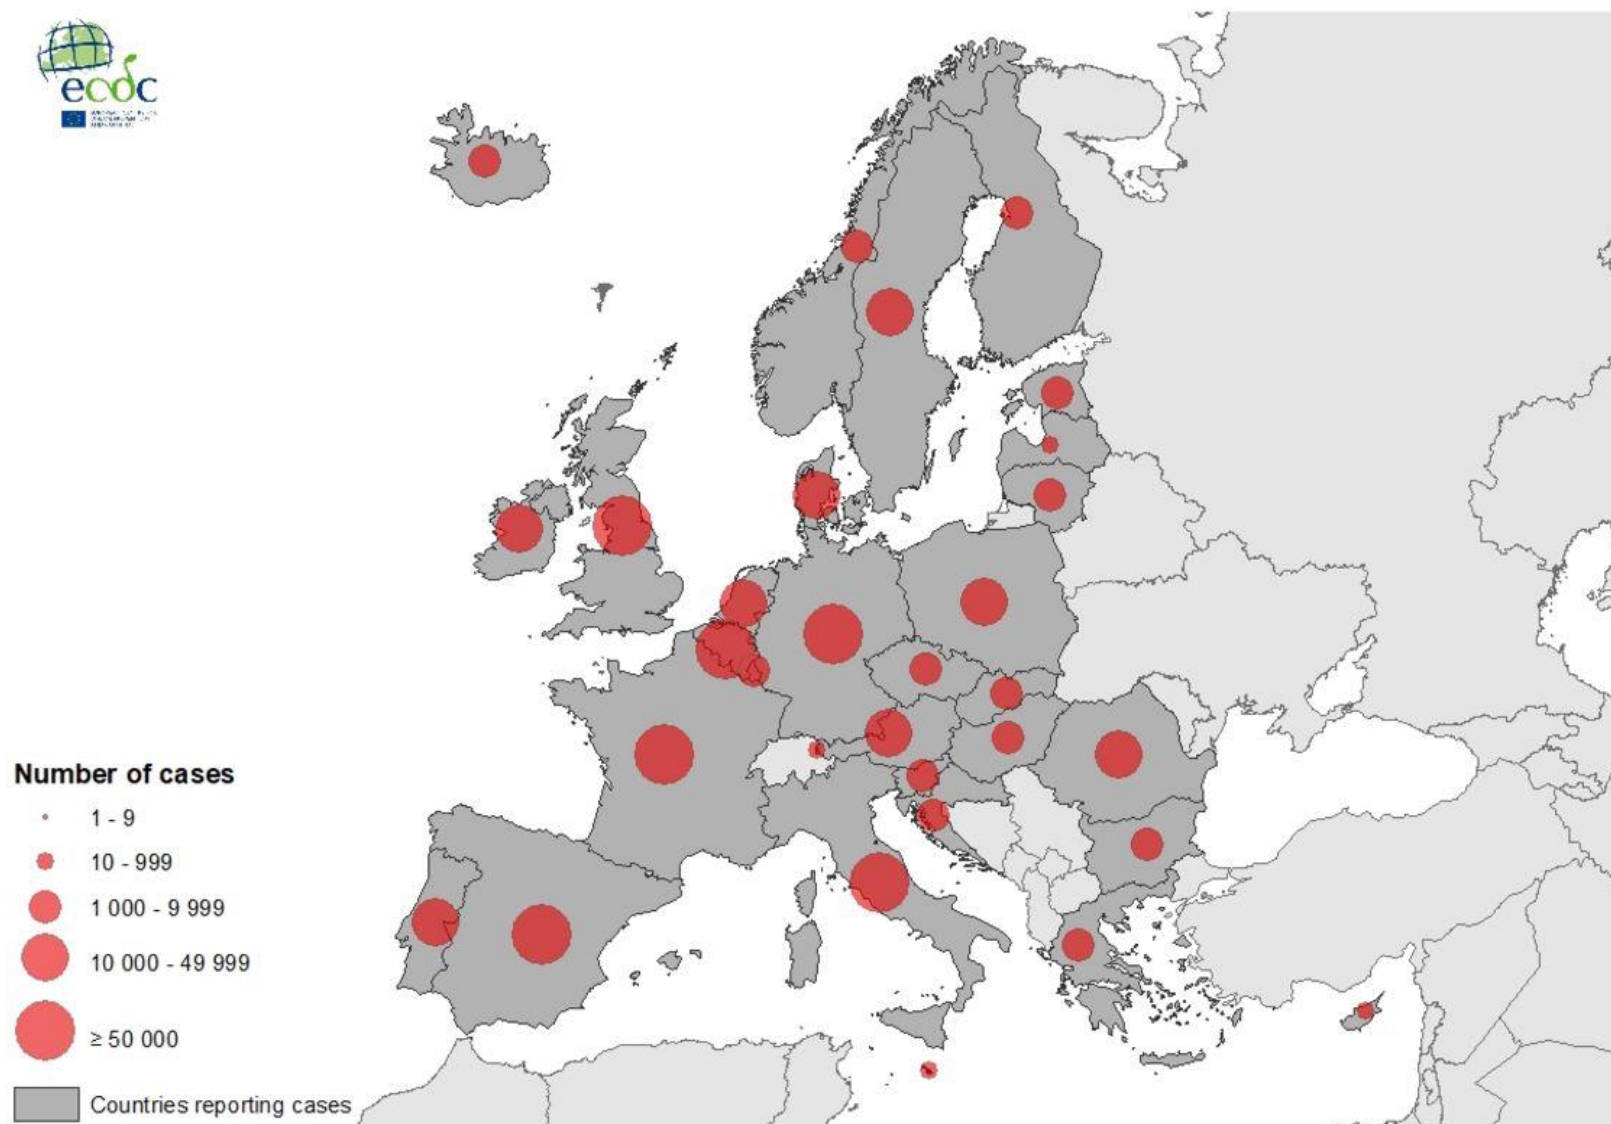 ecdc
Number of cases
1 - 9
10 - 999
1 000 - 9 999
10 000 - 49 999
≥ 50 000
Countries reporting cases